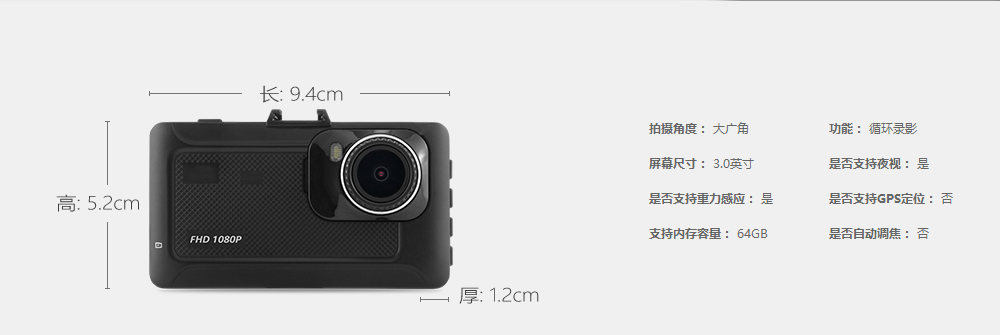 长: 9.4cm
高: 5.2cm
FHD 1080P
厚: 1.2cm
拍摄角度： 大广角 功能： 循环录影
屏幕尺寸： 3.0英寸 是否支持夜视： 是
是否支持重力感应： 是 是否支持GPS定位： 否
支持内存容量： 64GB 是否自动调焦： 否